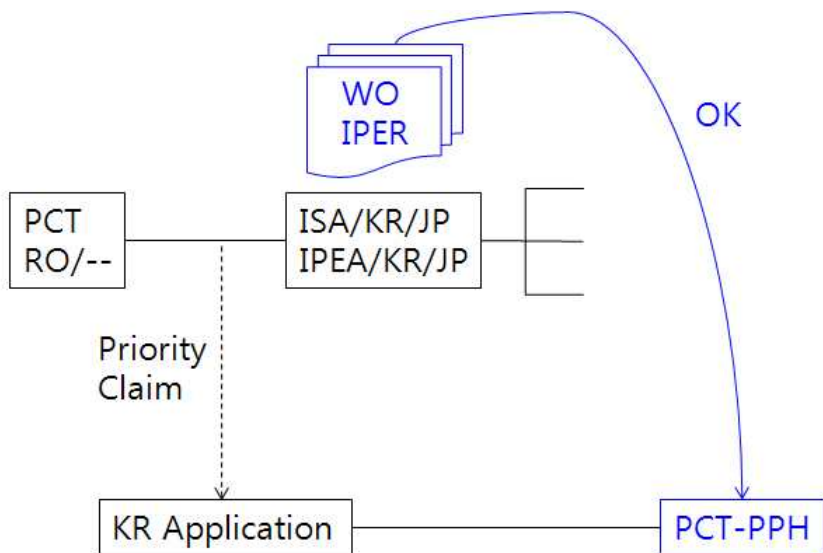 WO
IPER
OK
PCT
RO/--
ISA/KR/JP
IPEA/KR/JP
Priority
Claim
KR Application
PCT-PPH